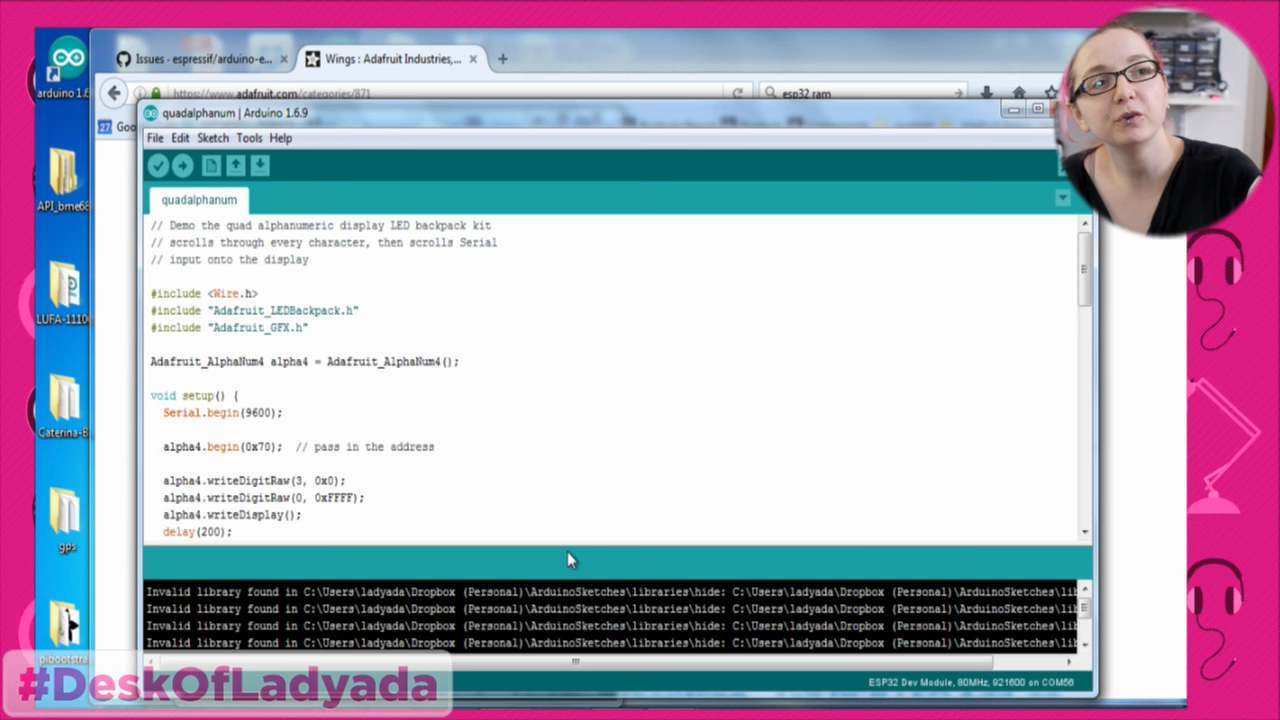 Issues - espressif/arduino-e...
Wings : Adafruit Industries,...
https://www.adafruit.com/categories/871
esp32 ram
27 Goo
arduino 1.6
API_bme68
LUFA-1110
Caterina-B
gps
pibootstra
quadalphanum | Arduino 1.6.9
File Edit Sketch Tools Help
quadalphanum
// Demo the quad alphanumeric display LED backpack kit
// scrolls through every character, then scrolls Serial
// input onto the display
#include <Wire.h>
#include "Adafruit_LEDBackpack.h"
#include "Adafruit_GFX.h"
Adafruit_AlphaNum4 alpha4 = Adafruit_AlphaNum4();
void setup() {
Serial.begin(9600);
alpha4.begin(0x70); // pass in the address
alpha4.writeDigitRaw(3, 0x0);
alpha4.writeDigitRaw(0, 0xFFFF);
alpha4.writeDisplay();
delay(200);
Invalid library found in C:\Users\ladyada\Dropbox (Personal)\ArduinoSketches\libraries\hide: C:\Users\ladyada\Dropbox (Personal)\ArduinoSketches\lib
Invalid library found in C:\Users\ladyada\Dropbox (Personal)\ArduinoSketches\libraries\hide: C:\Users\ladyada\Dropbox (Personal)\ArduinoSketches\lib
Invalid library found in C:\Users\ladyada\Dropbox (Personal)\ArduinoSketches\libraries\hide: C:\Users\ladyada\Dropbox (Personal)\ArduinoSketches\lib
Invalid library found in C:\Users\ladyada\Dropbox (Personal)\ArduinoSketches\libraries\hide: C:\Users\ladyada\Dropbox (Personal)\ArduinoSketches\lib
ESP32 Dev Module, 80MHz, 921600 on COM56
#DeskOfLadyada